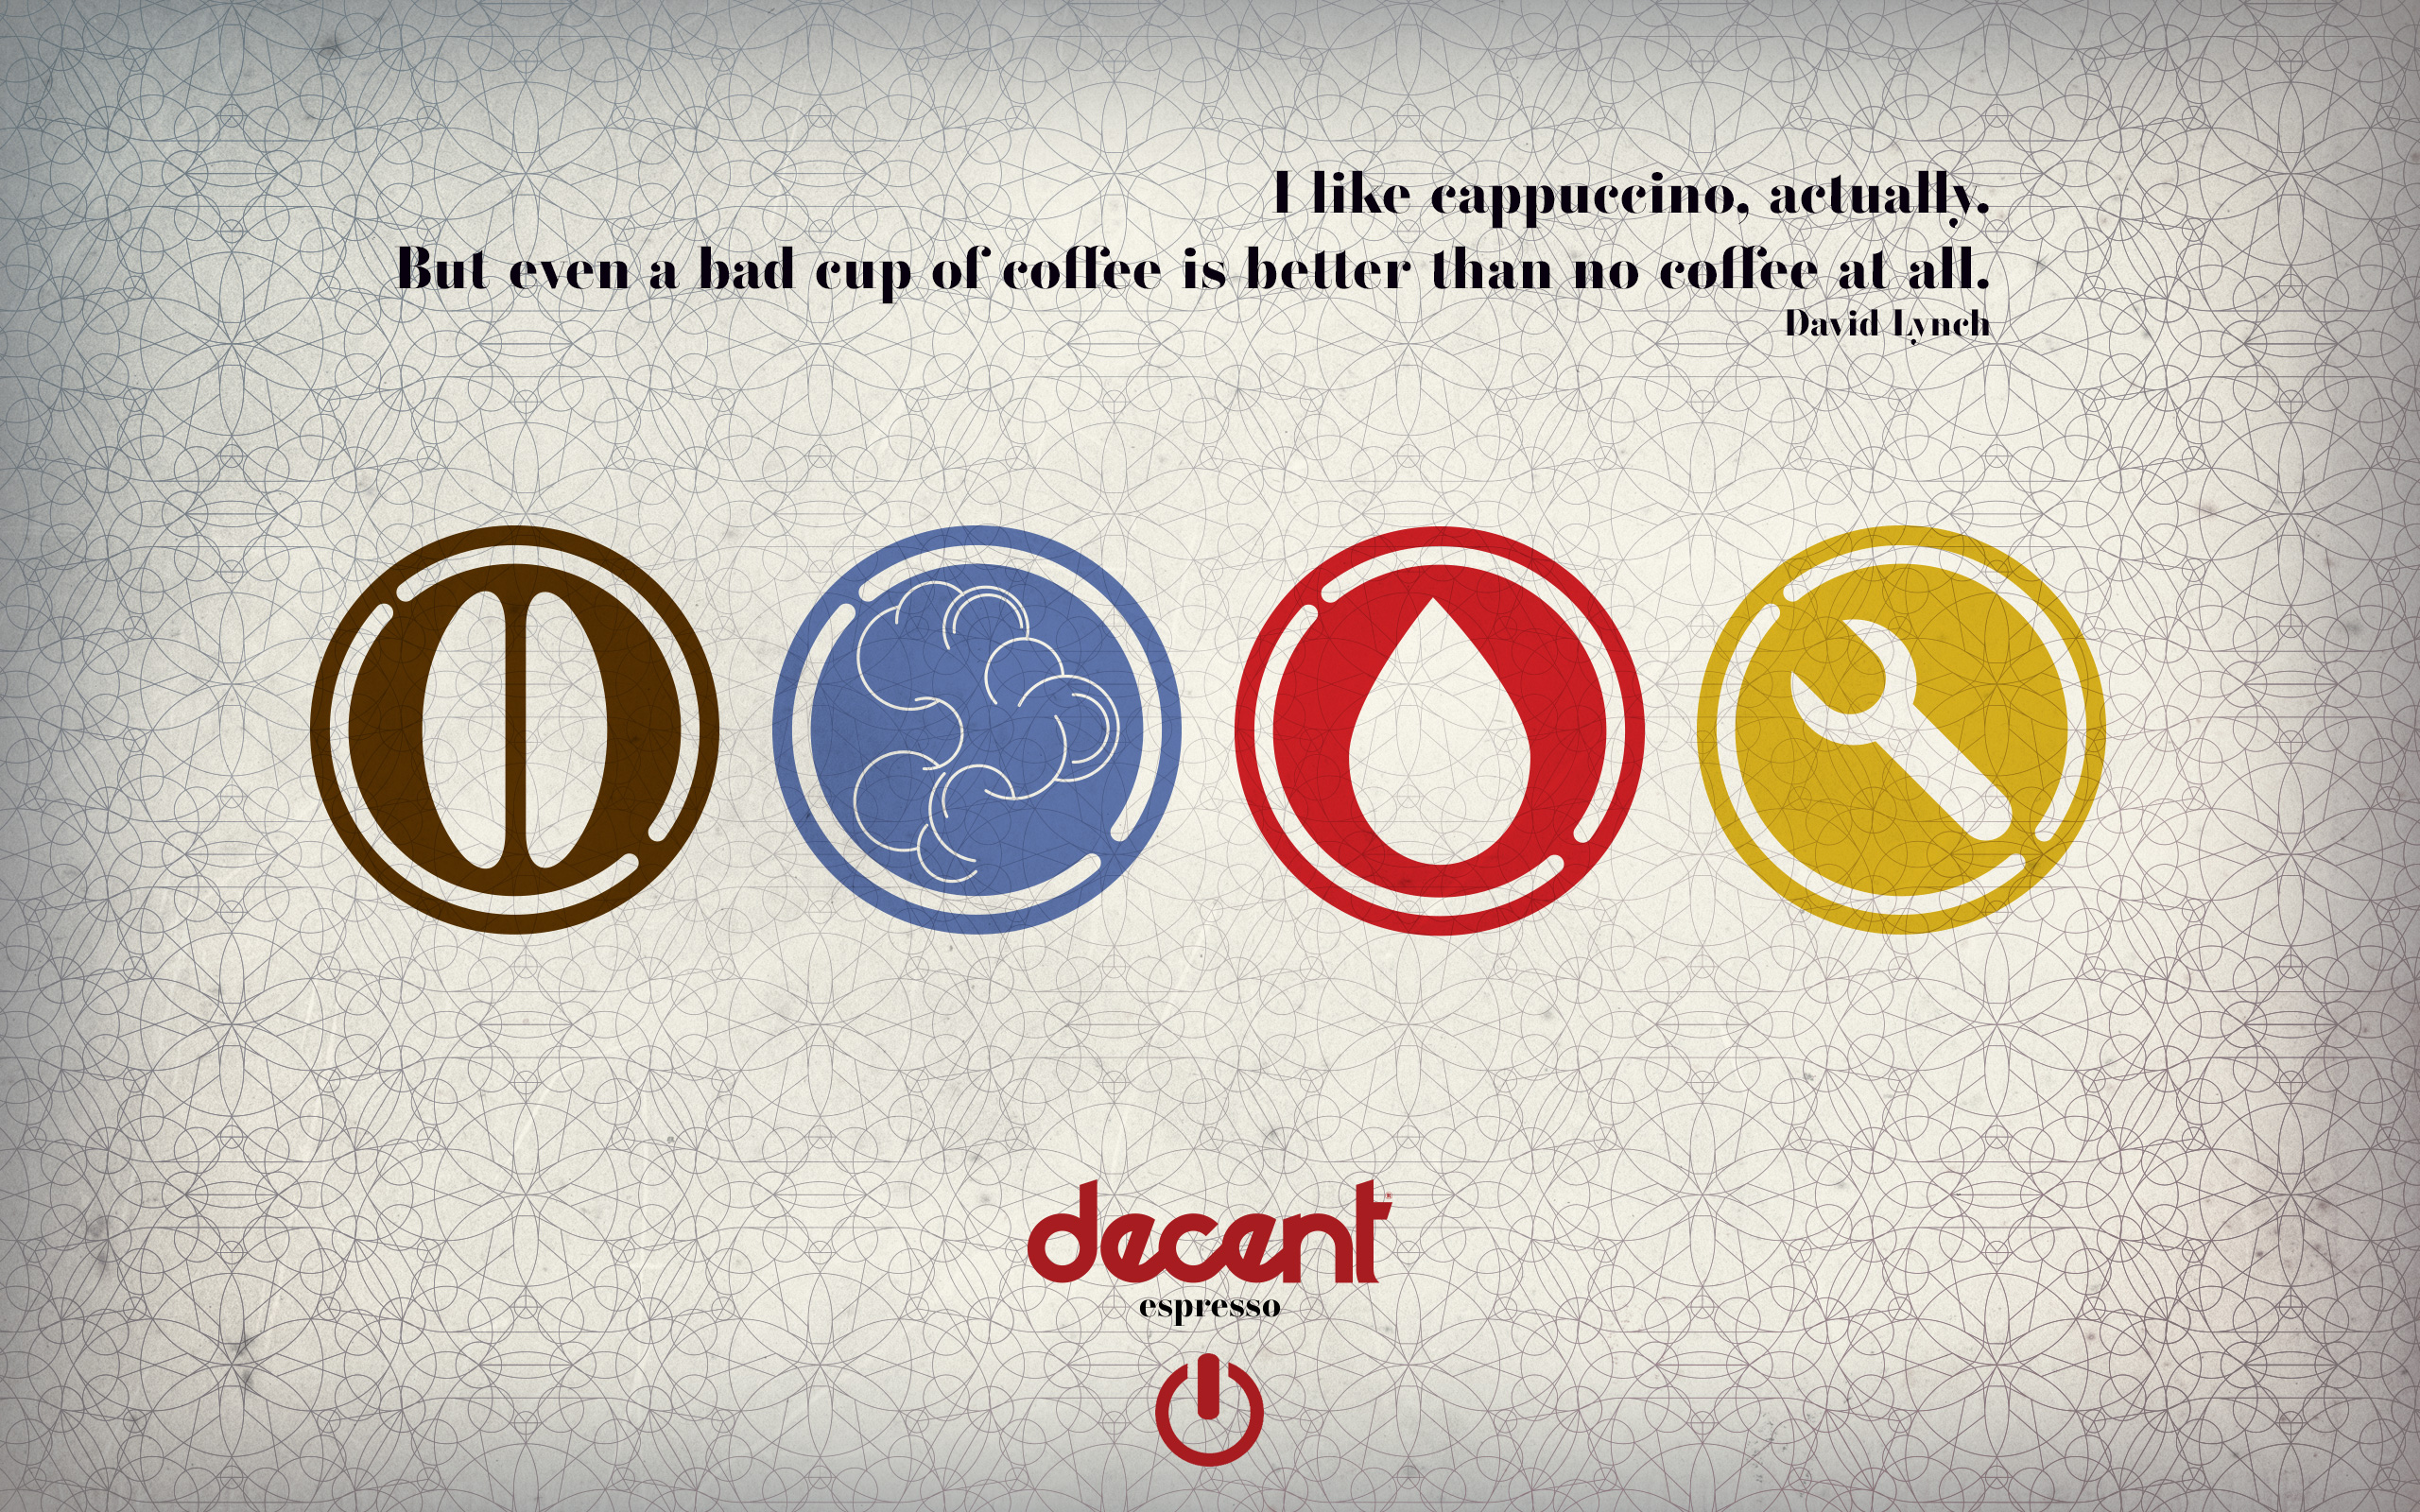 I like cappuccino, actually.
But even a bad cup of coffee is better than no coffee at all.
David Lynch
decent®
espresso